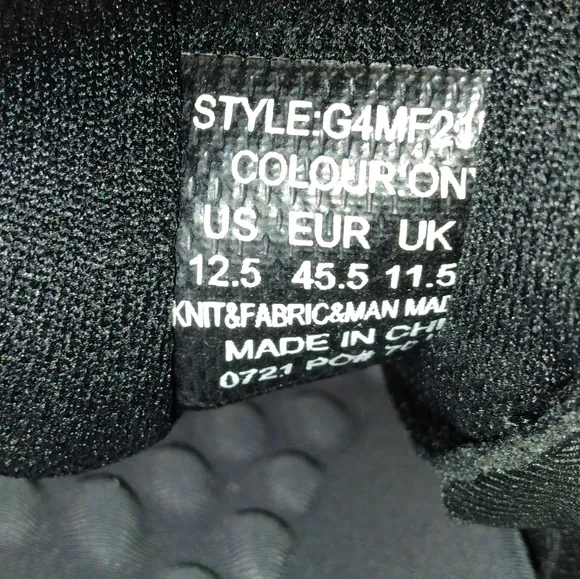 STYLE:G4MF21
COLOUR:ON
US EUR UK
12.5 45.5 11.5
KNIT&FABRIC&MAN MAD
MADE IN CHI
0721 PO#